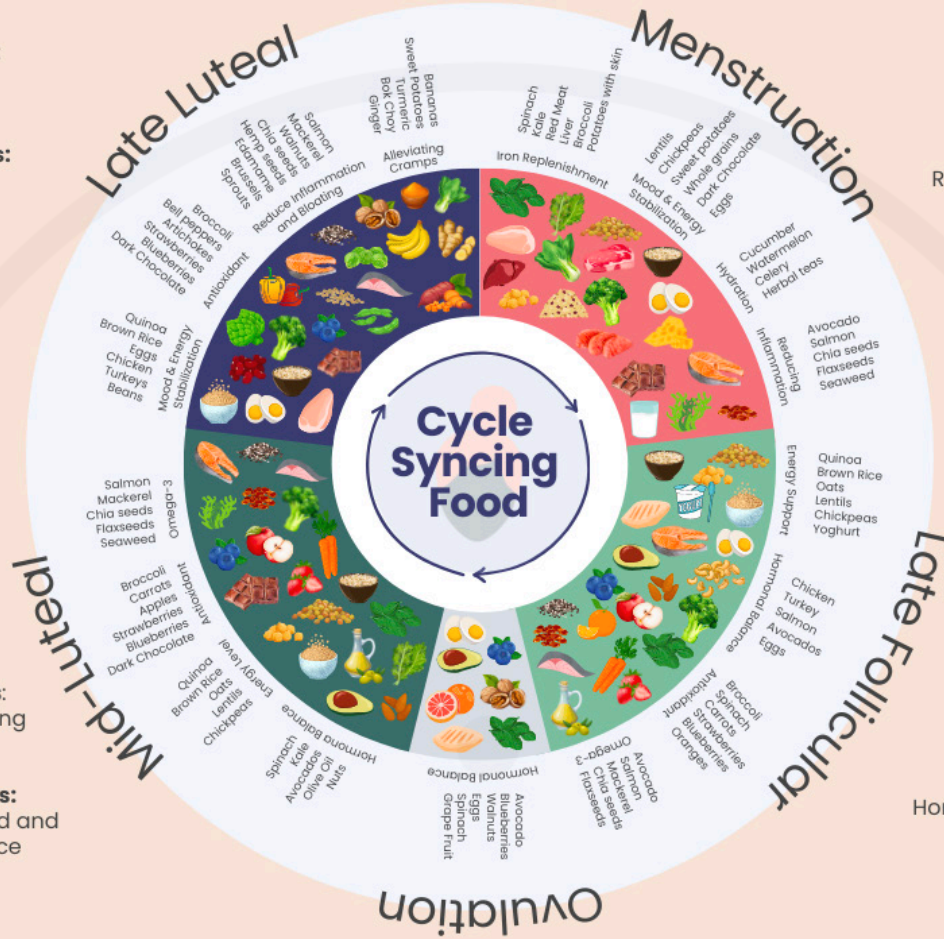 Cycle
Syncing
Food
Menstruation
Iron Replenishment
Spinach
Kale
Red Meat
Liver
Broccoli
Potatoes with skin
Mood & Energy
Stabilization
Lentils
Chickpeas
Sweet potatoes
Whole grains
Dark Chocolate
Eggs
Hydration
Cucumber
Watermelon
Celery
Herbal teas
Reducing
Inflammation
Avocado
Salmon
Chia seeds
Flaxseeds
Seaweed
Late Follicular
Energy Support
Quinoa
Brown Rice
Oats
Lentils
Chickpeas
Yoghurt
Hormonal Balance
Chicken
Turkey
Salmon
Avocados
Eggs
Antioxidant
Broccoli
Spinach
Carrots
Strawberries
Blueberries
Oranges
Omega-3
Avocado
Salmon
Mackerel
Chia seeds
Flaxseeds
Ovulation
Hormonal Balance
Avocado
Blueberries
Walnuts
Eggs
Spinach
Grape Fruit
Mid-Luteal
Hormona Balance
Spinach
Kale
Avocados
Olive Oil
Nuts
Energy level
Quinoa
Brown Rice
Oats
Lentils
Chickpeas
Antioxidant
Broccoli
Carrots
Apples
Strawberries
Blueberries
Dark Chocolate
Omega-3
Salmon
Mackerel
Chia seeds
Flaxseeds
Seaweed
Late Luteal
Mood & Energy
Stabilization
Quinoa
Brown Rice
Eggs
Chicken
Turkeys
Beans
Antioxidant
Broccoli
Bell peppers
Artichokes
Strawberries
Blueberries
Dark Chocolate
Reduce Inflammation
and Bloating
Salmon
Mackerel
Walnuts
Chia seeds
Hemp seeds
Edamame
Brussels
Sprouts
Alleviating
Cramps
Bananas
Sweet Potatoes
Turmeric
Bok Choy
Ginger
s:
s:
ing
s:
d and
ce
R
Hor